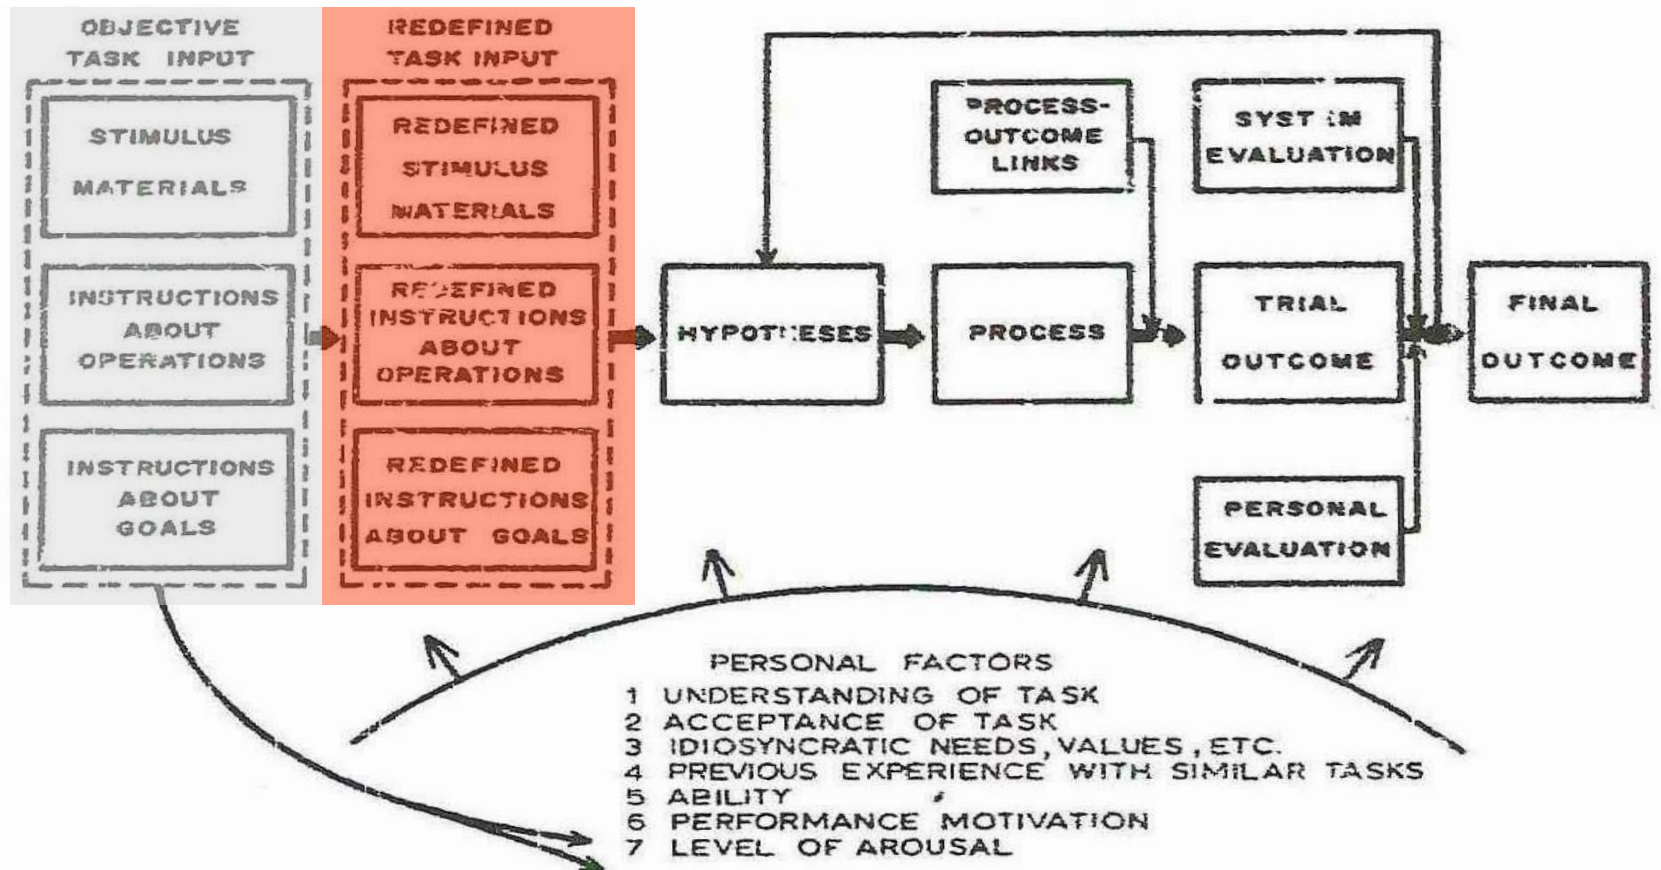 OBJECTIVE
TASK INPUT
STIMULUS
MATERIALS
INSTRUCTIONS
ABOUT
OPERATIONS
INSTRUCTIONS
ABOUT
GOALS
REDEFINED
TASK INPUT
REDEFINED
STIMULUS
MATERIALS
REDEFINED
INSTRUCTIONS
ABOUT
OPERATIONS
REDEFINED
INSTRUCTIONS
ABOUT GOALS
HYPOTHESES
PROCESS-
OUTCOME
LINKS
PROCESS
SYSTEM
EVALUATION
TRIAL
OUTCOME
PERSONAL
EVALUATION
FINAL
OUTCOME
PERSONAL FACTORS
1 UNDERSTANDING OF TASK
2 ACCEPTANCE OF TASK
3 IDIOSYNCRATIC NEEDS, VALUES, ETC.
4 PREVIOUS EXPERIENCE WITH SIMILAR TASKS
5 ABILITY
6 PERFORMANCE MOTIVATION
7 LEVEL OF AROUSAL